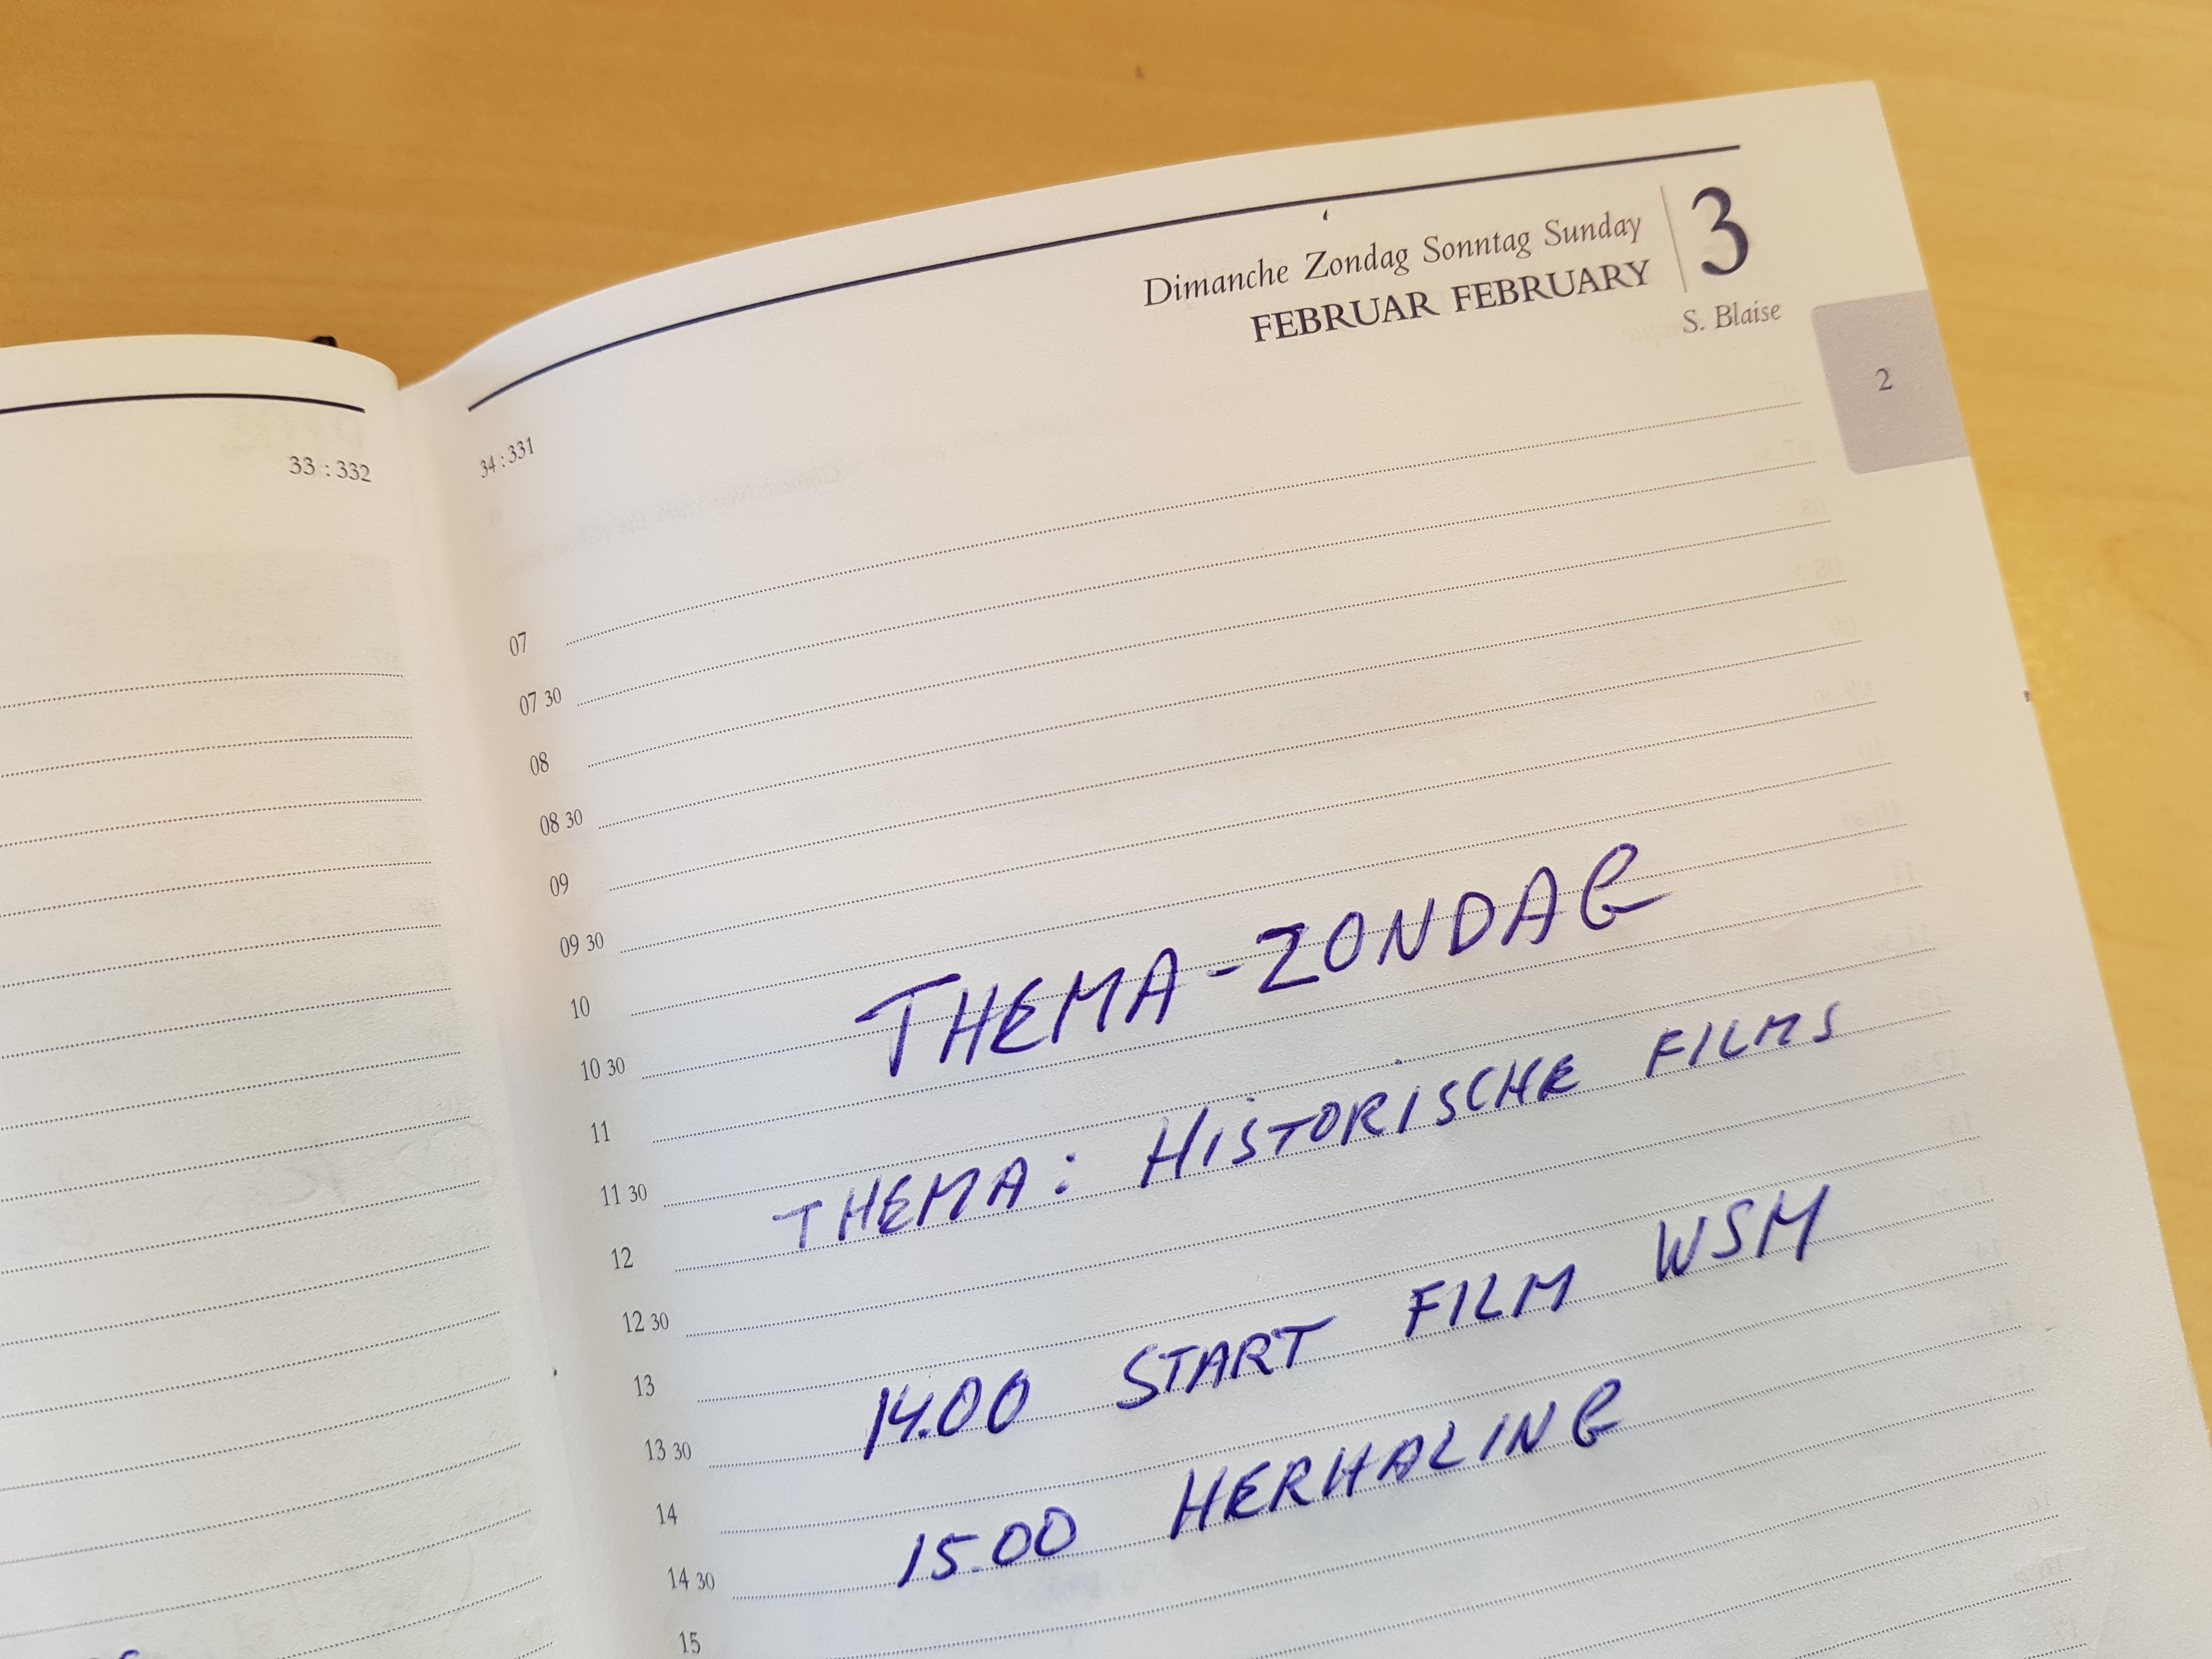 33 : 332
34 : 331
Dimanche Zondag Sonntag Sunday
FEBRUAR FEBRUARY
3
S. Blaise
2
07
07 30
08
08 30
09
09 30
10
THEMA-ZONDAG
10 30
11
11 30
THEMA: HISTORISCHE FILMS
12
12 30
13
14.00 START FILM WSM
13 30
14
15.00 HERHALING
14 30
15